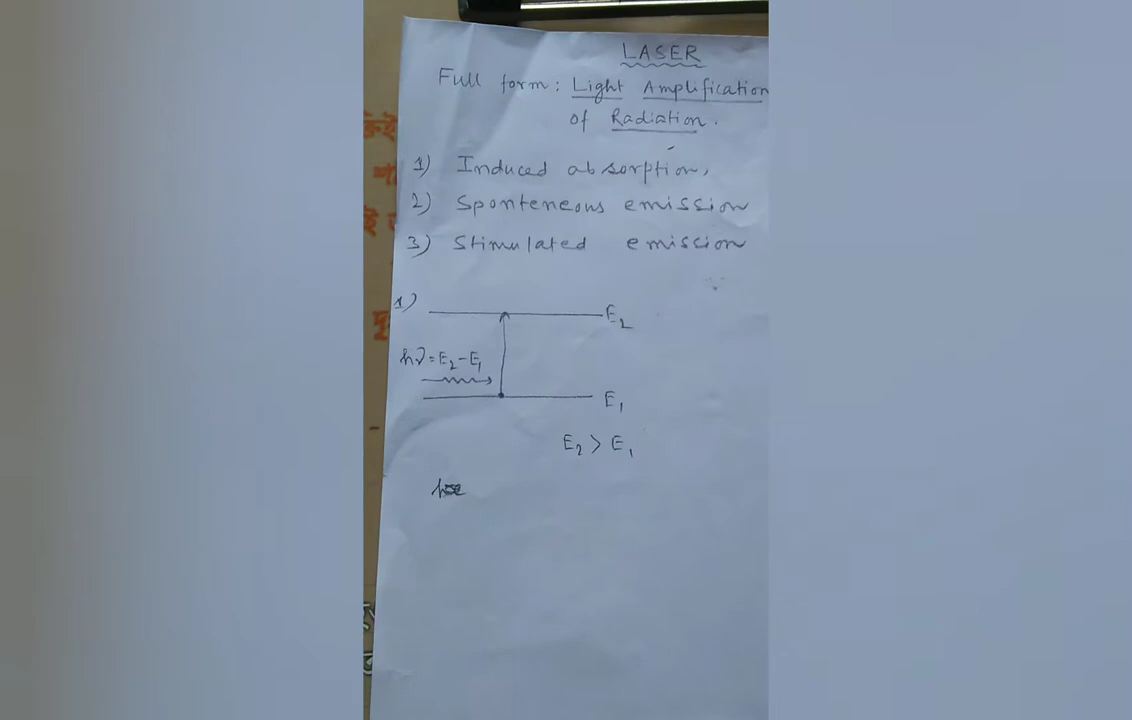 LASER
Full form: Light Amplification
of Radiation.
1) Induced absorption,
2) Sponteneous emission
3) Stimulated emission
1)
E₂
hν = E₂ - E₁
E₁
E₂ > E₁